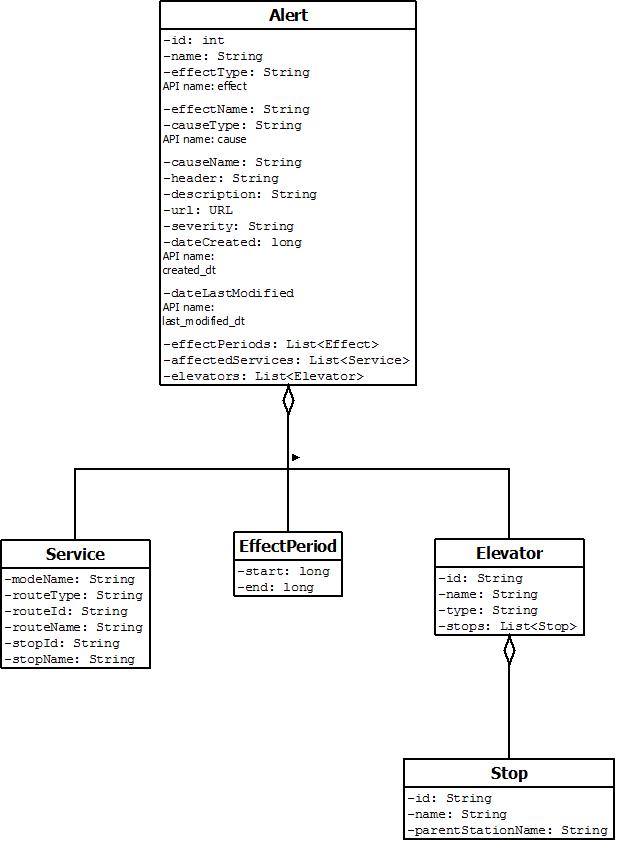 Alert
-id: int
-name: String
-effectType: String
API name: effect
-effectName: String
-causeType: String
API name: cause
-causeName: String
-header: String
-description: String
-url: URL
-severity: String
-dateCreated: long
API name:
created_dt
-dateLastModified
API name:
last_modified_dt
-effectPeriods: List<Effect>
-affectedServices: List<Service>
-elevators: List<Elevator>
Service
-modeName: String
-routeType: String
-routeId: String
-routeName: String
-stopId: String
-stopName: String
EffectPeriod
-start: long
-end: long
Elevator
-id: String
-name: String
-type: String
-stops: List<Stop>
Stop
-id: String
-name: String
-parentStationName: String